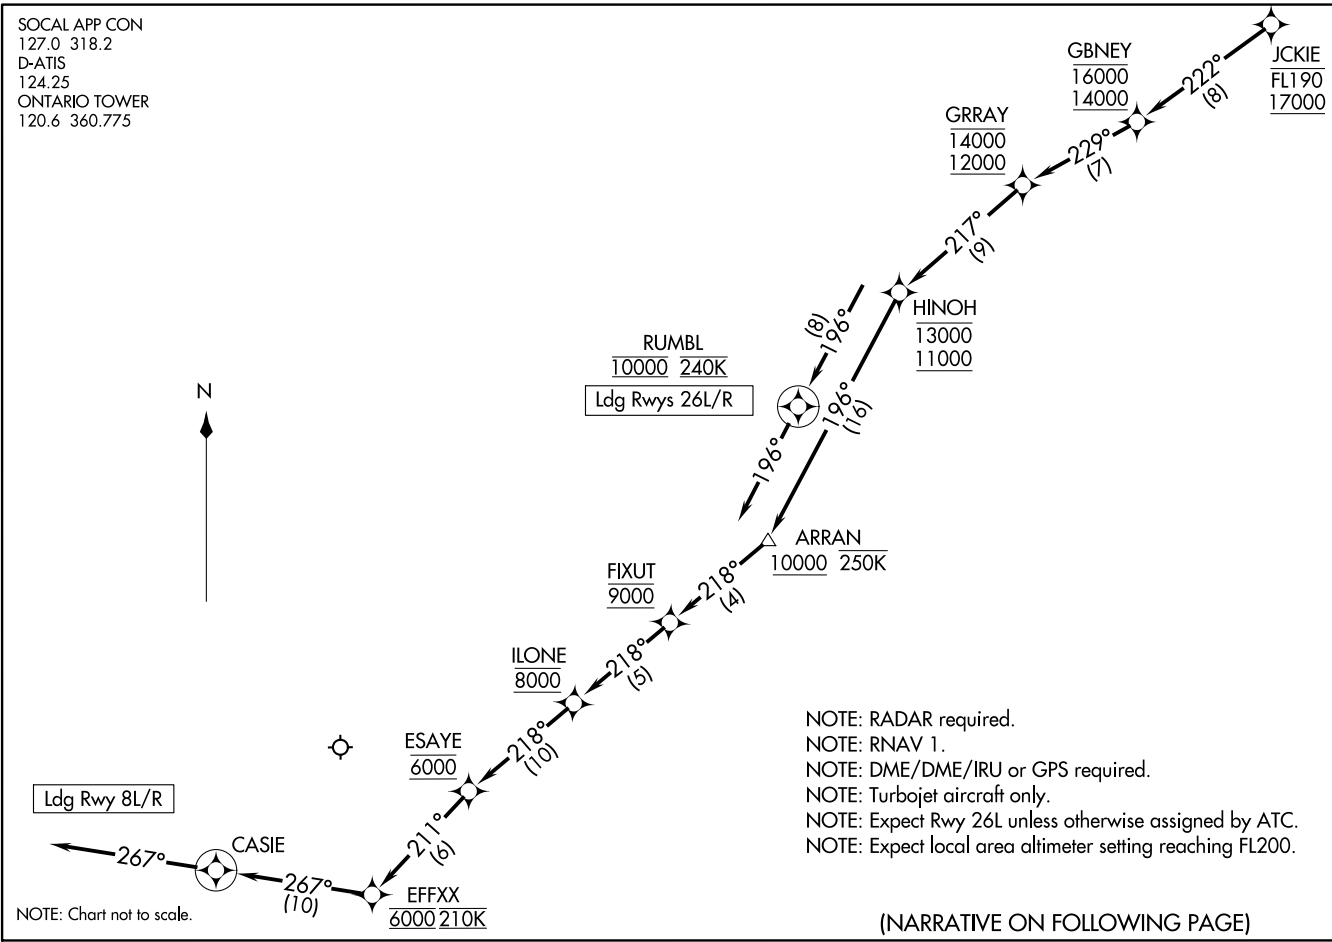 SOCAL APP CON
127.0 318.2
D-ATIS
124.25
ONTARIO TOWER
120.6 360.775
JCKIE
FL190
17000
222°
(8)
GBNEY
16000
14000
229°
(7)
GRRAY
14000
12000
217°
(9)
HINOH
13000
11000
196°
(8)
RUMBL
10000 240K
Ldg Rwys 26L/R
196°
196°
(16)
N
ARRAN
10000 250K
218°
(4)
FIXUT
9000
218°
(5)
ILONE
8000
218°
(10)
ESAYE
6000
211°
(6)
EFFXX
6000 210K
267°
(10)
CASIE
267°
Ldg Rwy 8L/R
NOTE: RADAR required.
NOTE: RNAV 1.
NOTE: DME/DME/IRU or GPS required.
NOTE: Turbojet aircraft only.
NOTE: Expect Rwy 26L unless otherwise assigned by ATC.
NOTE: Expect local area altimeter setting reaching FL200.
NOTE: Chart not to scale.
(NARRATIVE ON FOLLOWING PAGE)